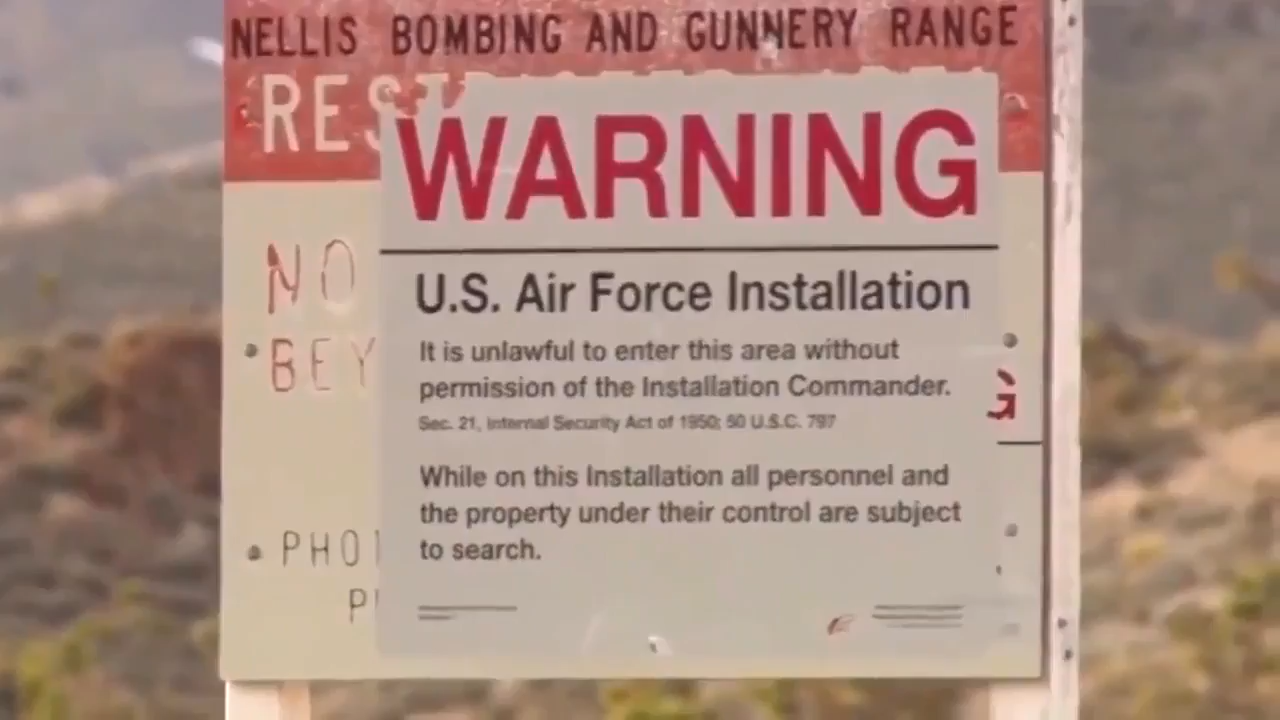 NELLIS BOMBING AND GUNNERY RANGE
WARNING
U.S. Air Force Installation
It is unlawful to enter this area without
permission of the Installation Commander.
Sec. 21, Internal Security Act of 1950; 50 U.S.C. 797
While on this Installation all personnel and
the property under their control are subject
to search.
NO